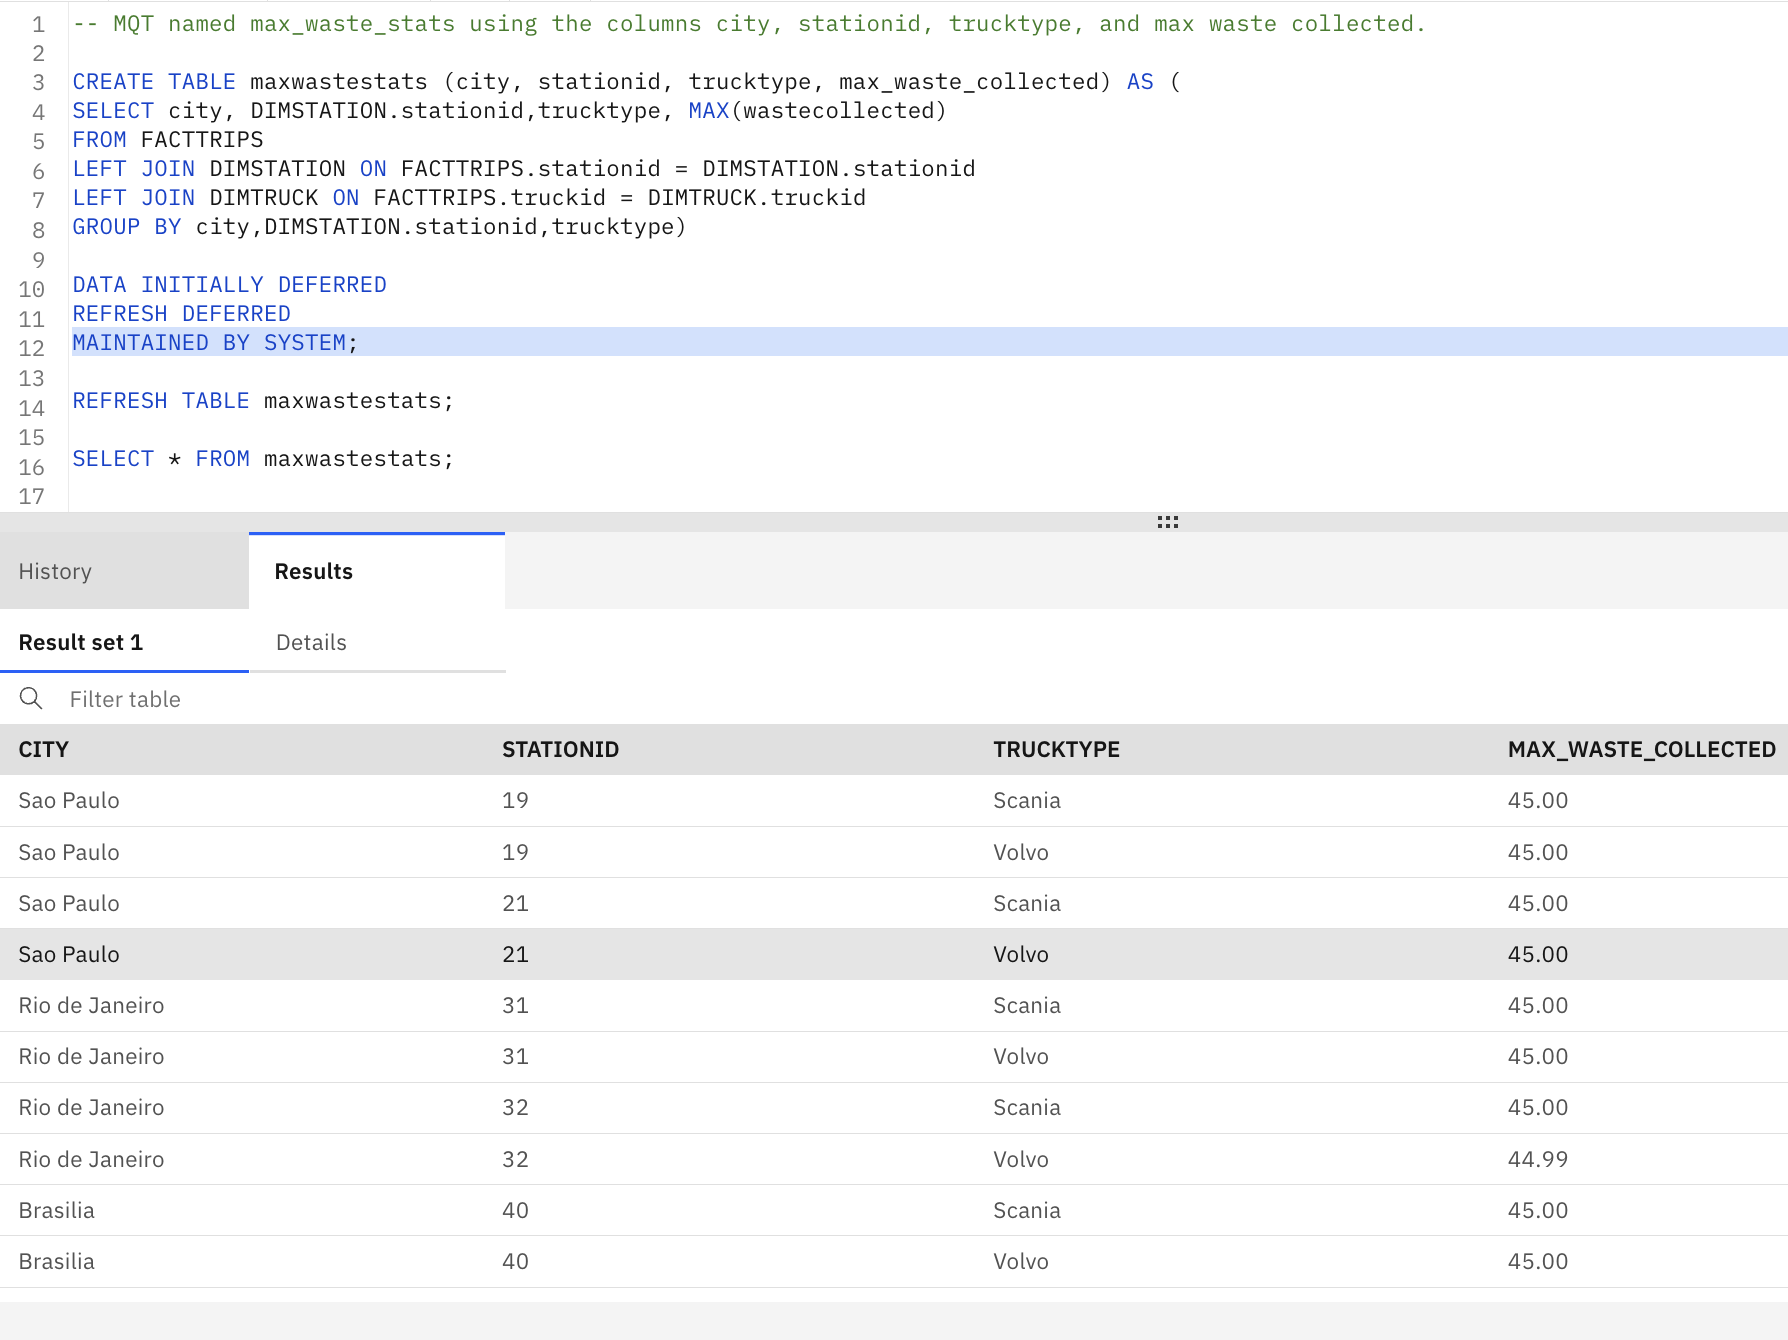 1 -- MQT named max_waste_stats using the columns city, stationid, trucktype, and max waste collected.
2
3 CREATE TABLE maxwastestats (city, stationid, trucktype, max_waste_collected) AS (
4 SELECT city, DIMSTATION.stationid,trucktype, MAX(wastecollected)
5 FROM FACTTRIPS
6 LEFT JOIN DIMSTATION ON FACTTRIPS.stationid = DIMSTATION.stationid
7 LEFT JOIN DIMTRUCK ON FACTTRIPS.truckid = DIMTRUCK.truckid
8 GROUP BY city,DIMSTATION.stationid,trucktype)
9
10 DATA INITIALLY DEFERRED
11 REFRESH DEFERRED
12 MAINTAINED BY SYSTEM;
13
14 REFRESH TABLE maxwastestats;
15
16 SELECT * FROM maxwastestats;
17
History Results
Result set 1 Details
Filter table
CITY STATIONID TRUCKTYPE MAX_WASTE_COLLECTED
Sao Paulo 19 Scania 45.00
Sao Paulo 19 Volvo 45.00
Sao Paulo 21 Scania 45.00
Sao Paulo 21 Volvo 45.00
Rio de Janeiro 31 Scania 45.00
Rio de Janeiro 31 Volvo 45.00
Rio de Janeiro 32 Scania 45.00
Rio de Janeiro 32 Volvo 44.99
Brasilia 40 Scania 45.00
Brasilia 40 Volvo 45.00